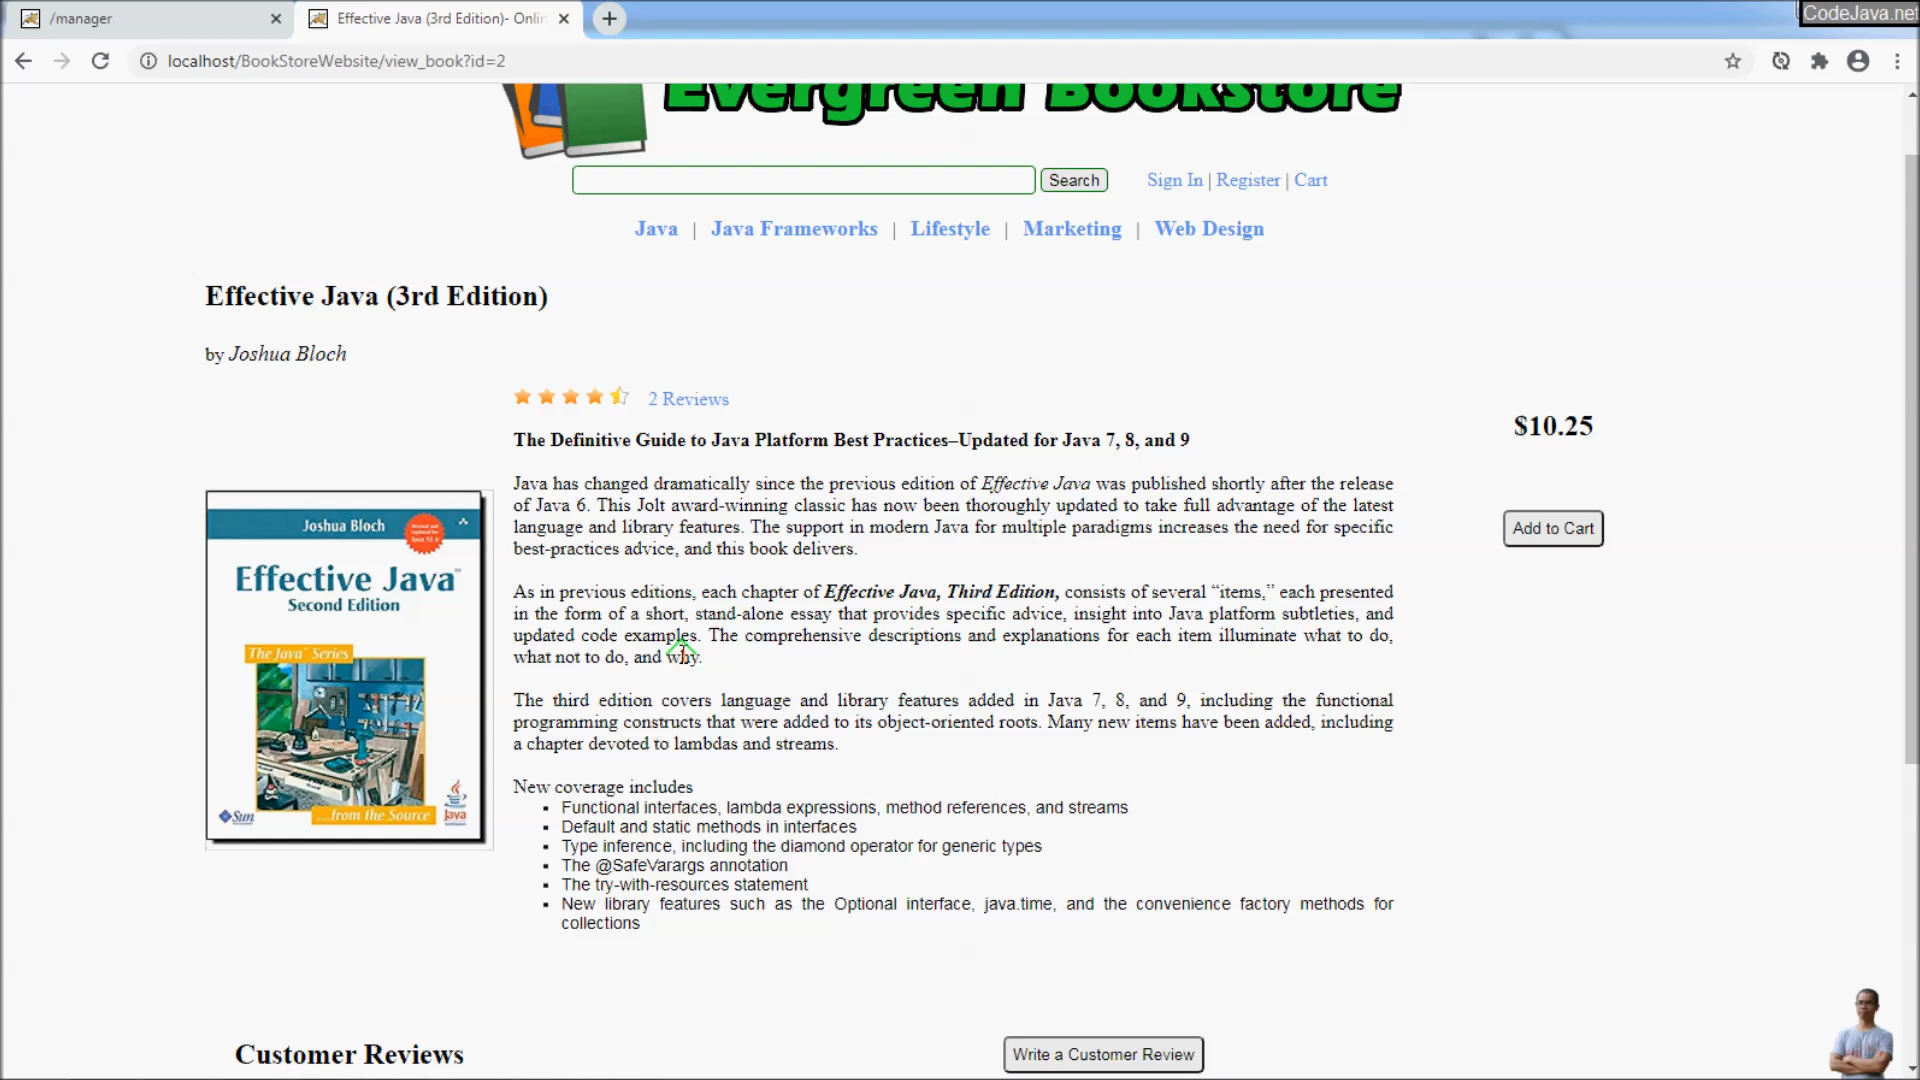 /manager
Effective Java (3rd Edition)- Onlin
CodeJava.net
localhost/BookStoreWebsite/view_book?id=2
Evergreen Bookstore
Search
Sign In | Register | Cart
Java | Java Frameworks | Lifestyle | Marketing | Web Design
Effective Java (3rd Edition)
by Joshua Bloch
2 Reviews
$10.25
The Definitive Guide to Java Platform Best Practices–Updated for Java 7, 8, and 9
Java has changed dramatically since the previous edition of Effective Java was published shortly after the release
of Java 6. This Jolt award-winning classic has now been thoroughly updated to take full advantage of the latest
language and library features. The support in modern Java for multiple paradigms increases the need for specific
best-practices advice, and this book delivers.
Add to Cart
As in previous editions, each chapter of Effective Java, Third Edition, consists of several “items,” each presented
in the form of a short, stand-alone essay that provides specific advice, insight into Java platform subtleties, and
updated code examples. The comprehensive descriptions and explanations for each item illuminate what to do,
what not to do, and why.
The third edition covers language and library features added in Java 7, 8, and 9, including the functional
programming constructs that were added to its object-oriented roots. Many new items have been added, including
a chapter devoted to lambdas and streams.
New coverage includes
▪ Functional interfaces, lambda expressions, method references, and streams
▪ Default and static methods in interfaces
▪ Type inference, including the diamond operator for generic types
▪ The @SafeVarargs annotation
▪ The try-with-resources statement
▪ New library features such as the Optional interface, java.time, and the convenience factory methods for
collections
Joshua Bloch
Effective Java™
Second Edition
The Java™ Series
Sun
...from the Source
Java
Customer Reviews
Write a Customer Review